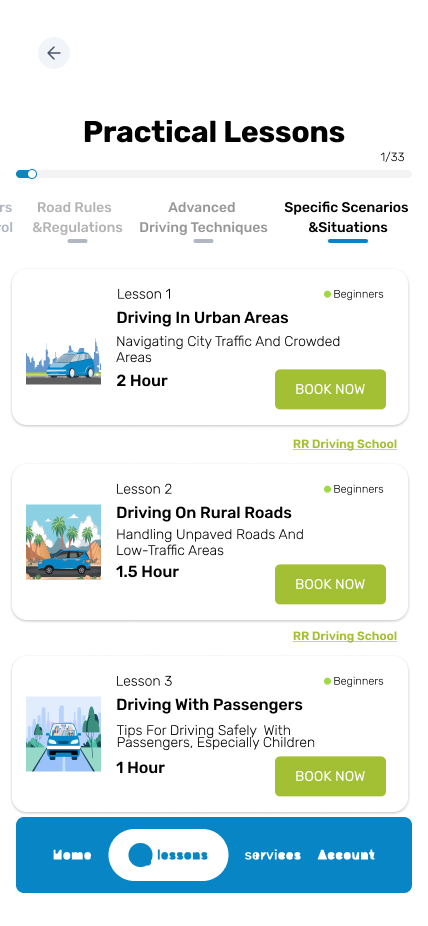 Practical Lessons
1/33
rs
rol
Road Rules
&Regulations
Advanced
Driving Techniques
Specific Scenarios
&Situations
Lesson 1
Beginners
Driving In Urban Areas
Navigating City Traffic And Crowded
Areas
2 Hour
BOOK NOW
RR Driving School
Lesson 2
Beginners
Driving On Rural Roads
Handling Unpaved Roads And
Low-Traffic Areas
1.5 Hour
BOOK NOW
RR Driving School
Lesson 3
Beginners
Driving With Passengers
Tips For Driving Safely With
Passengers, Especially Children
1 Hour
BOOK NOW
Home
lessons
services
Account